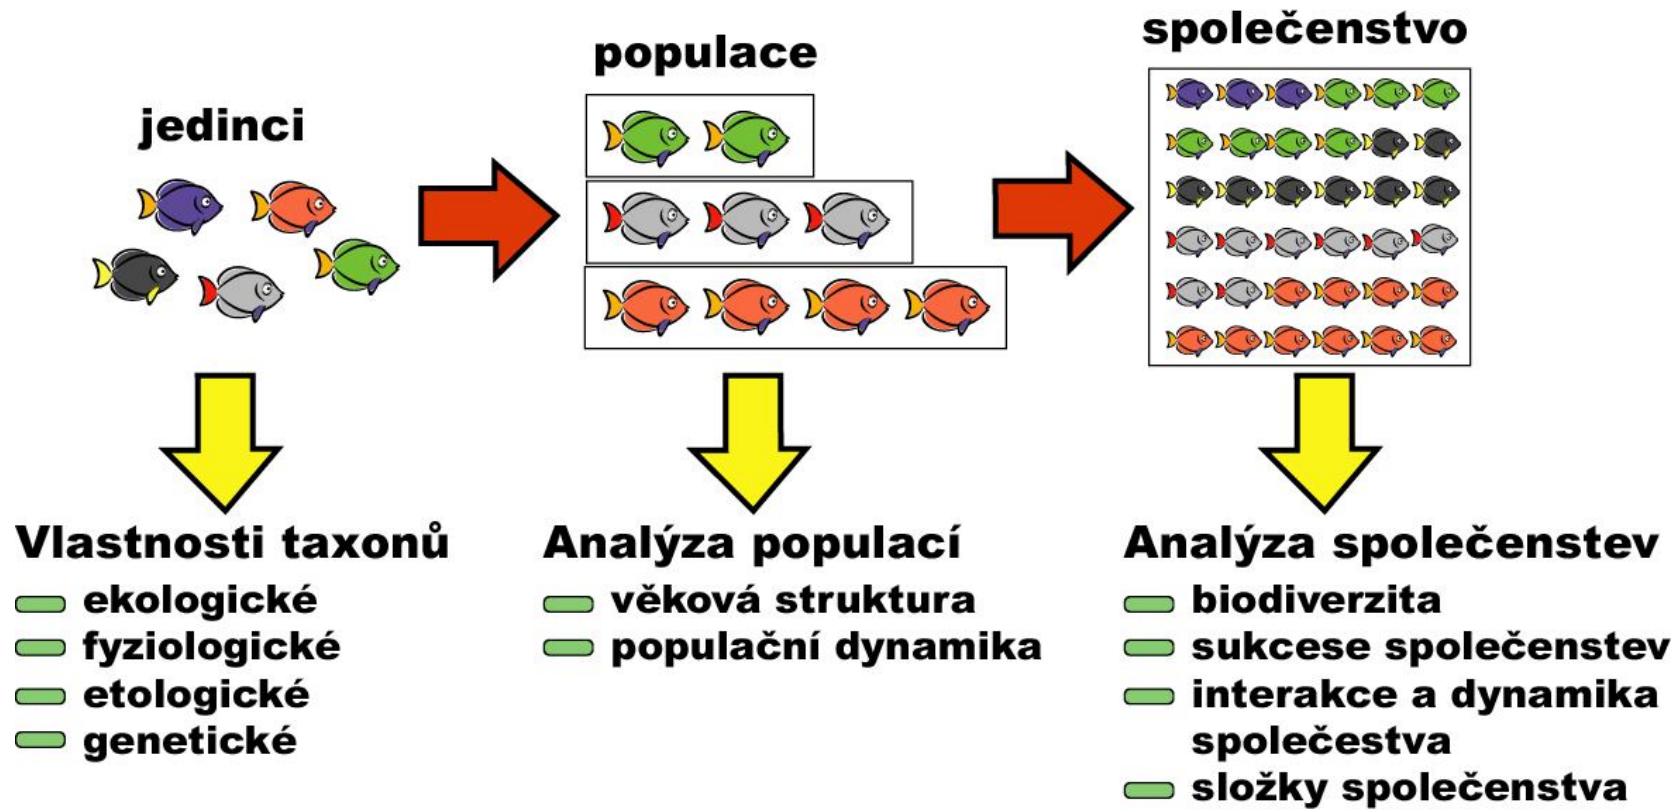 jedinci
populace
společenstvo
Vlastnosti taxonů
ekologické
fyziologické
etologické
genetické
Analýza populací
věková struktura
populační dynamika
Analýza společenstev
biodiverzita
sukcese společenstev
interakce a dynamika
společestva
složky společenstva